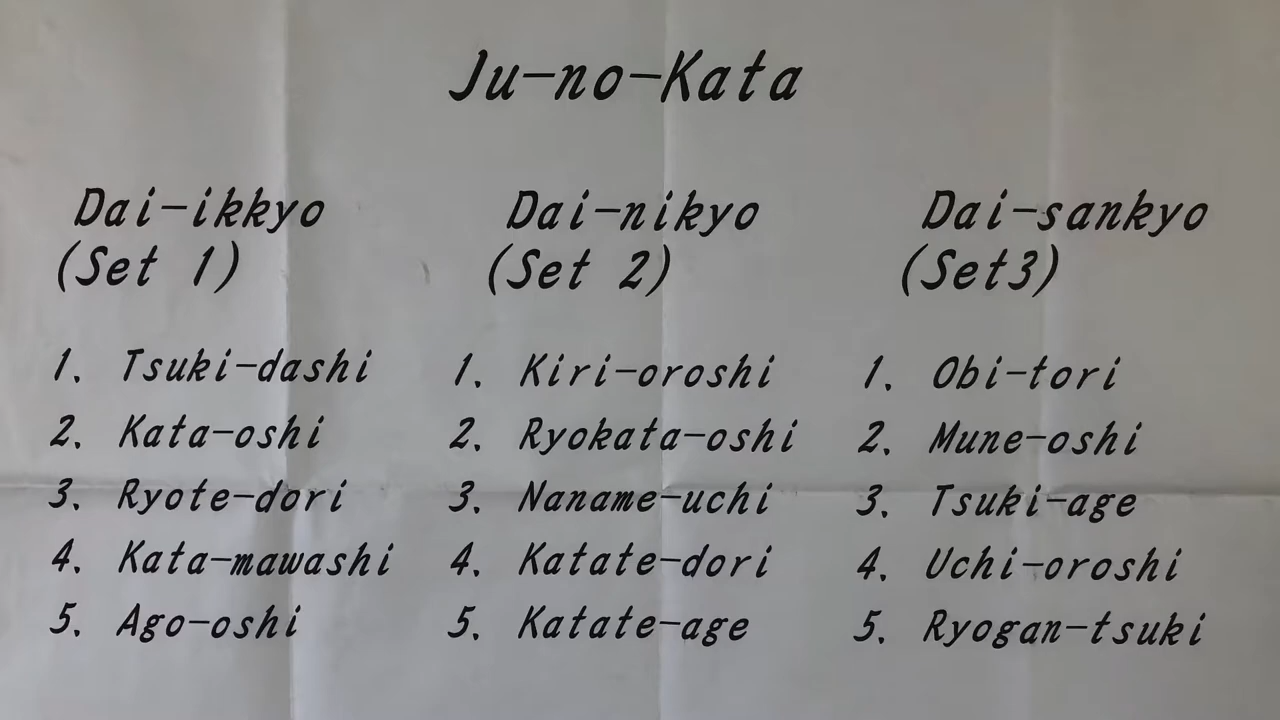 Ju-no-Kata
Dai-ikkyo
(Set 1)
1. Tsuki-dashi
2. Kata-oshi
3. Ryote-dori
4. Kata-mawashi
5. Ago-oshi
Dai-nikyo
(Set 2)
1. Kiri-oroshi
2. Ryokata-oshi
3. Naname-uchi
4. Katate-dori
5. Katate-age
Dai-sankyo
(Set3)
1. Obi-tori
2. Mune-oshi
3. Tsuki-age
4. Uchi-oroshi
5. Ryogan-tsuki